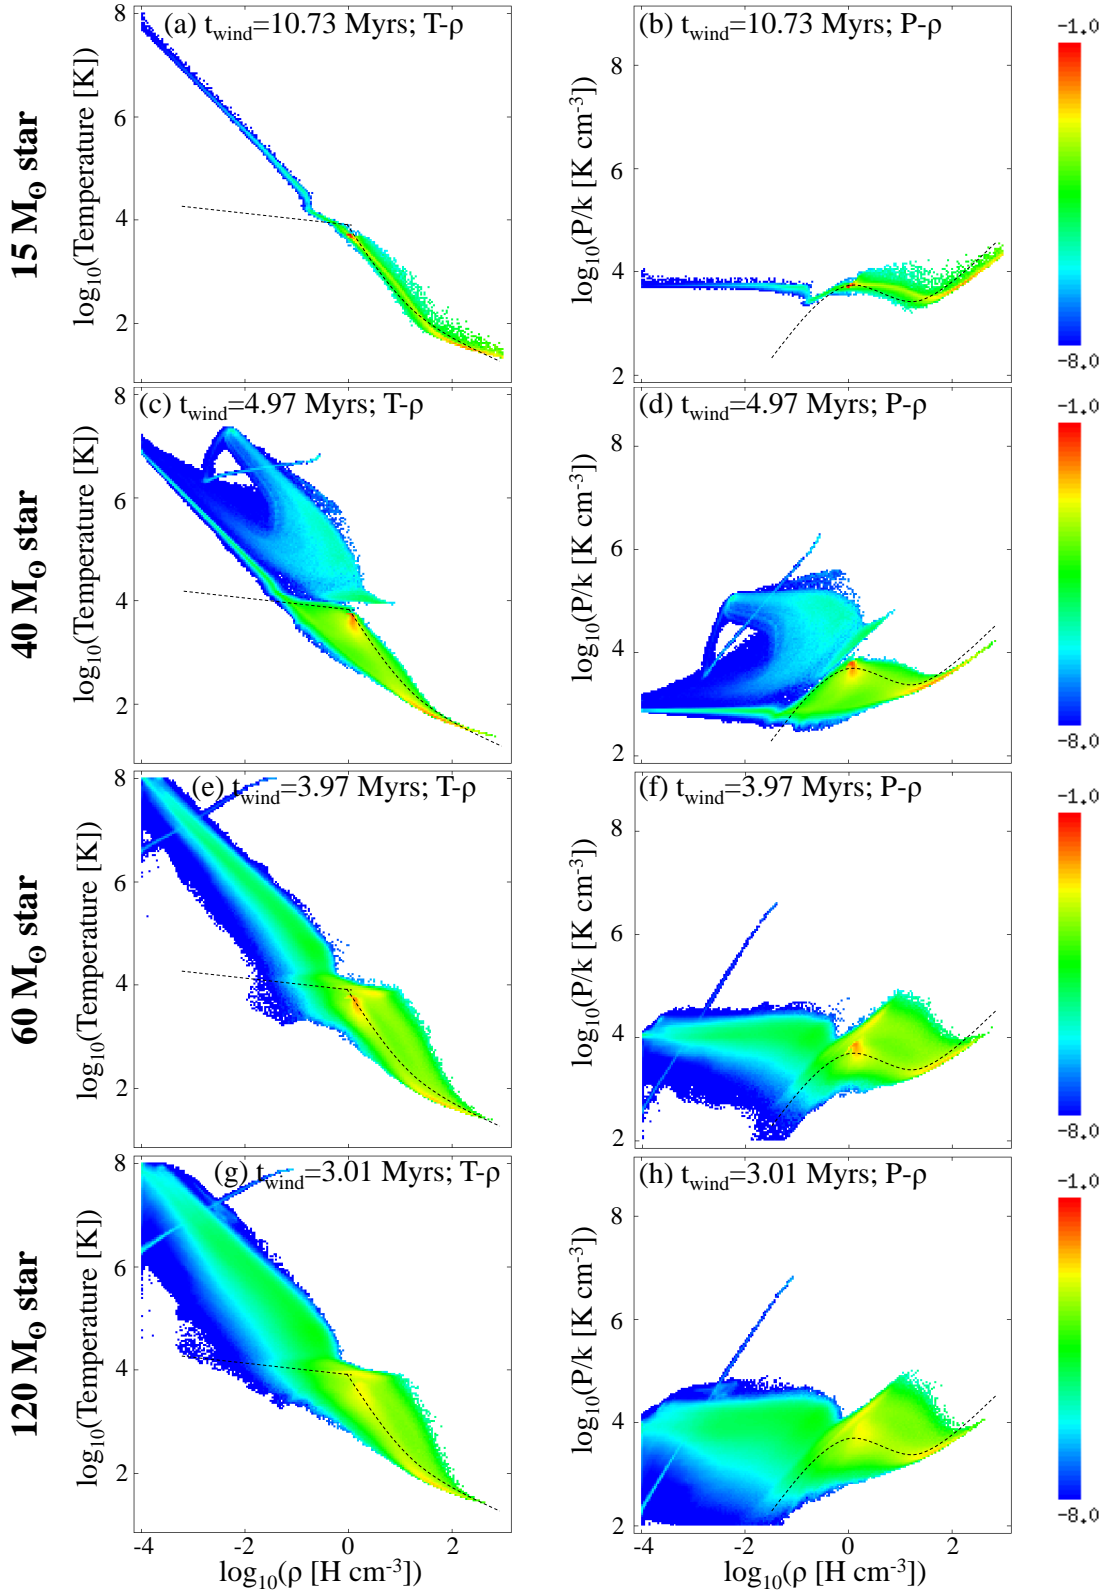 15 M⊙ star
(a) t_wind=10.73 Myrs; T-ρ
log10(Temperature [K])
8
6
4
2
(b) t_wind=10.73 Myrs; P-ρ
log10(P/k [K cm-3])
8
6
4
2
-1.0
-8.0
40 M⊙ star
(c) t_wind=4.97 Myrs; T-ρ
log10(Temperature [K])
8
6
4
2
(d) t_wind=4.97 Myrs; P-ρ
log10(P/k [K cm-3])
8
6
4
2
-1.0
-8.0
60 M⊙ star
(e) t_wind=3.97 Myrs; T-ρ
log10(Temperature [K])
8
6
4
2
(f) t_wind=3.97 Myrs; P-ρ
log10(P/k [K cm-3])
8
6
4
2
-1.0
-8.0
120 M⊙ star
(g) t_wind=3.01 Myrs; T-ρ
log10(Temperature [K])
8
6
4
2
-4 -2 0 2
log10(ρ [H cm-3])
(h) t_wind=3.01 Myrs; P-ρ
log10(P/k [K cm-3])
8
6
4
2
-4 -2 0 2
log10(ρ [H cm-3])
-1.0
-8.0